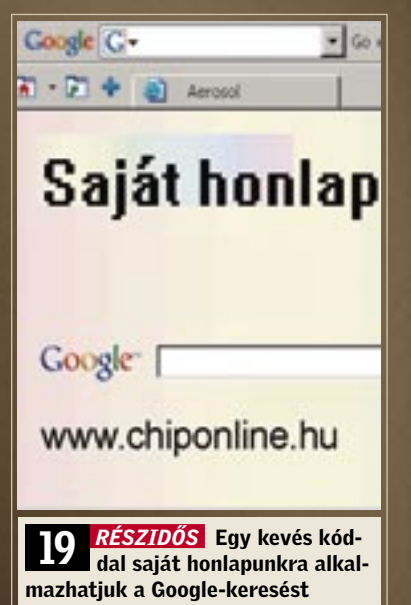 Google G
Go
Aerosol
Saját honlap
Google
www.chiponline.hu
19 RÉSZIDŐS Egy kevés kód-
dal saját honlapunkra alkal-
mazhatjuk a Google-keresést